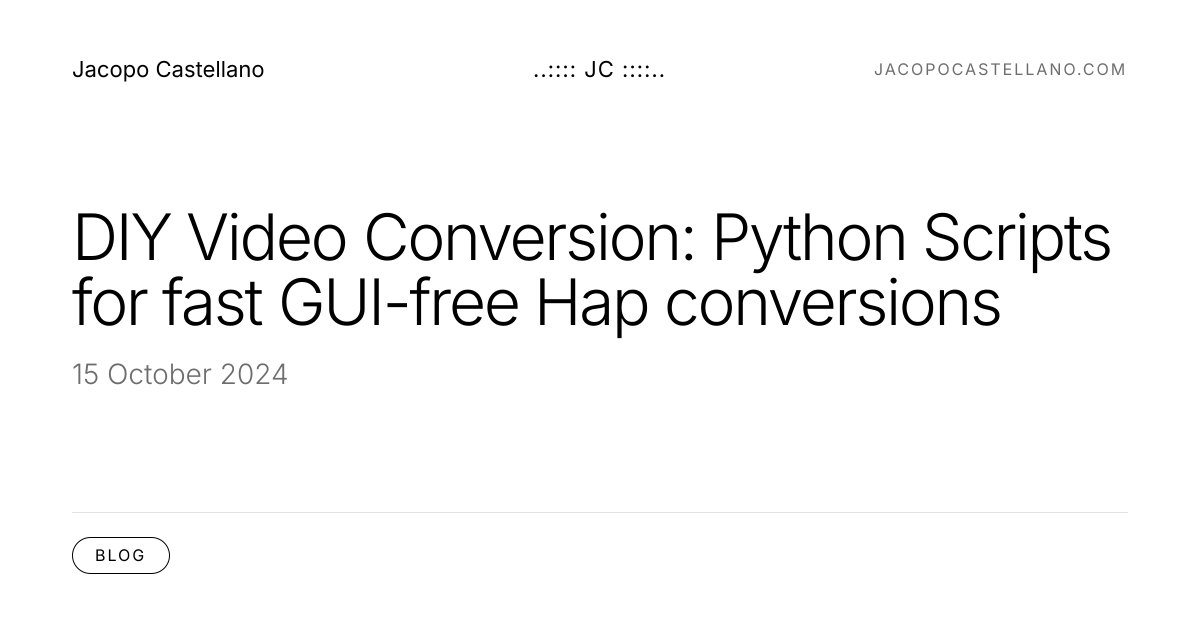 Jacopo Castellano
..:::: JC ::::..
JACOPOCASTELLANO.COM
DIY Video Conversion: Python Scripts
for fast GUI-free Hap conversions
15 October 2024
BLOG